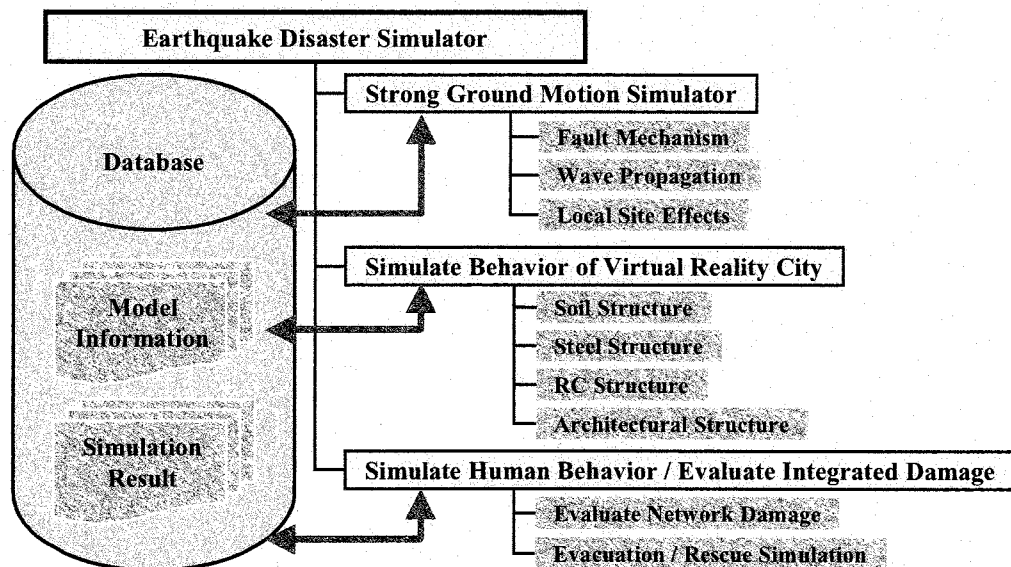 Earthquake Disaster Simulator
Database
Model
Information
Simulation
Result
Strong Ground Motion Simulator
Fault Mechanism
Wave Propagation
Local Site Effects
Simulate Behavior of Virtual Reality City
Soil Structure
Steel Structure
RC Structure
Architectural Structure
Simulate Human Behavior / Evaluate Integrated Damage
Evaluate Network Damage
Evacuation / Rescue Simulation